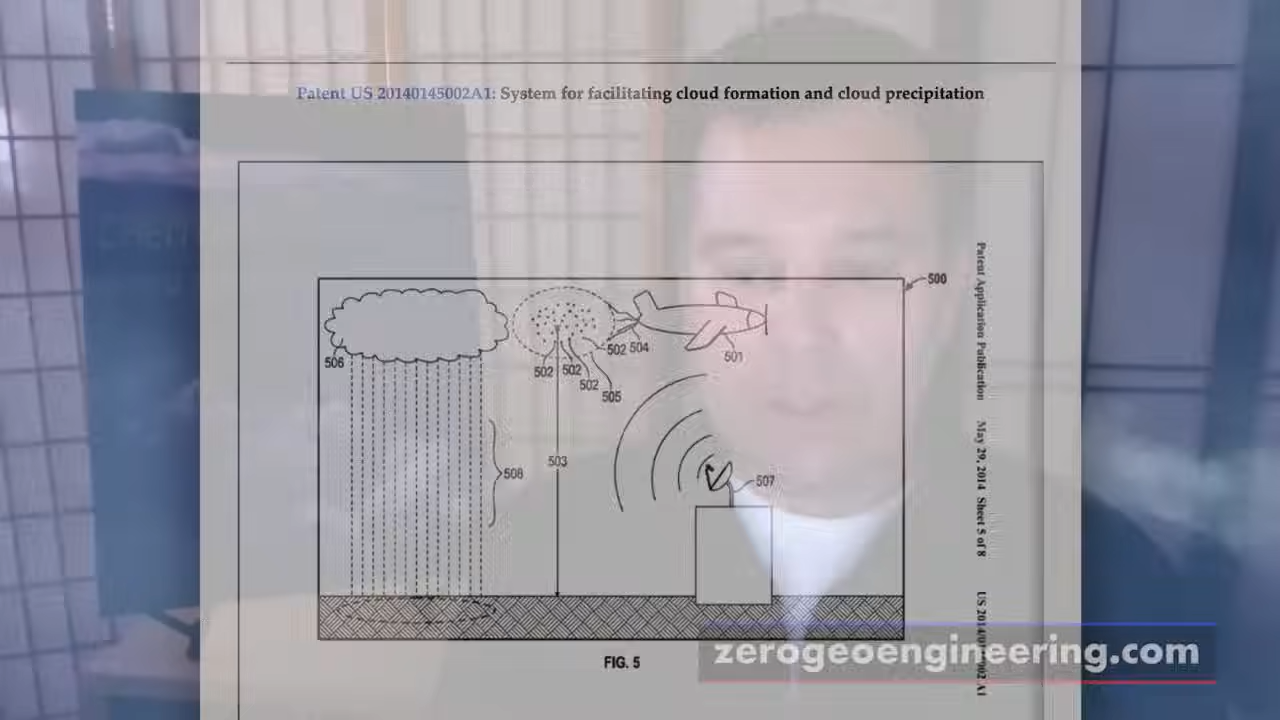 Patent US 20140145002A1: System for facilitating cloud formation and cloud precipitation
500
506
502 504
501
502 502
502
505
508
503
507
FIG. 5
Patent Application Publication May 29, 2014 Sheet 5 of 8
zerogeoengineering.com